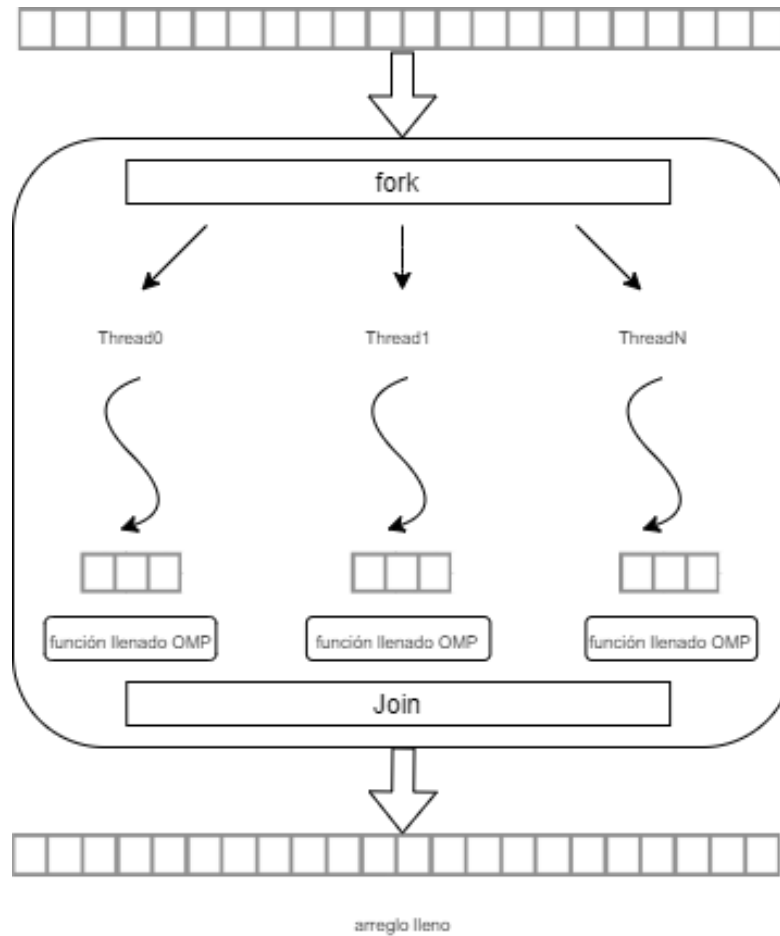 fork
Thread0
Thread1
ThreadN
función llenado OMP
función llenado OMP
función llenado OMP
Join
arreglo lleno